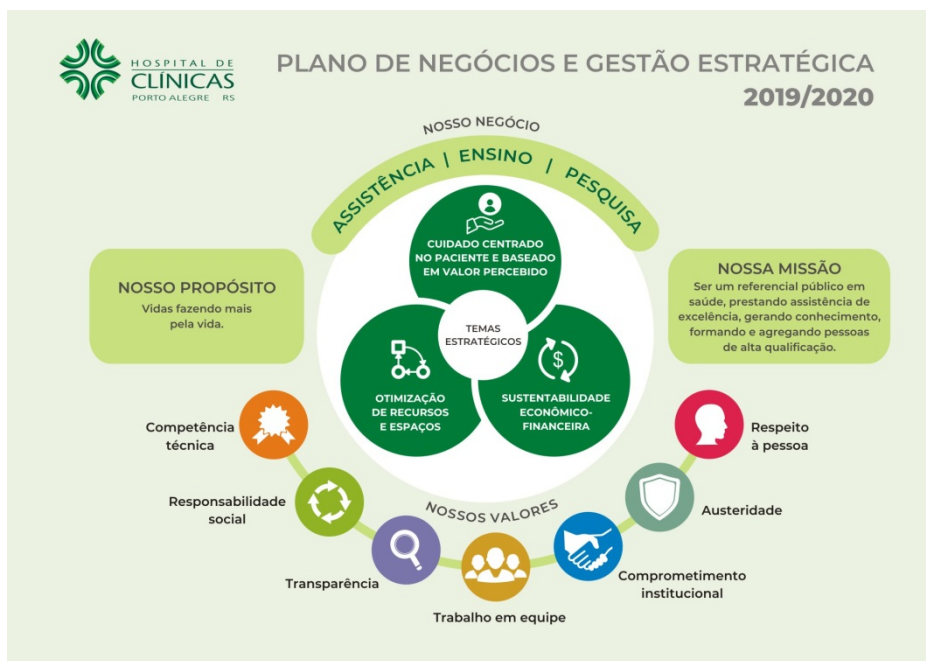 HOSPITAL DE
CLÍNICAS
PORTO ALEGRE RS
PLANO DE NEGÓCIOS E GESTÃO ESTRATÉGICA
2019/2020
NOSSO NEGÓCIO
ASSISTÊNCIA | ENSINO | PESQUISA
CUIDADO CENTRADO
NO PACIENTE E BASEADO
EM VALOR PERCEBIDO
NOSSO PROPÓSITO
Vidas fazendo mais
pela vida.
NOSSA MISSÃO
Ser um referencial público em
saúde, prestando assistência de
excelência, gerando conhecimento,
formando e agregando pessoas
de alta qualificação.
TEMAS
ESTRATÉGICOS
$
OTIMIZAÇÃO
DE RECURSOS
E ESPAÇOS
SUSTENTABILIDADE
ECONÔMICO-
FINANCEIRA
NOSSOS VALORES
Competência
técnica
Responsabilidade
social
Transparência
Trabalho em equipe
Comprometimento
institucional
Austeridade
Respeito
à pessoa